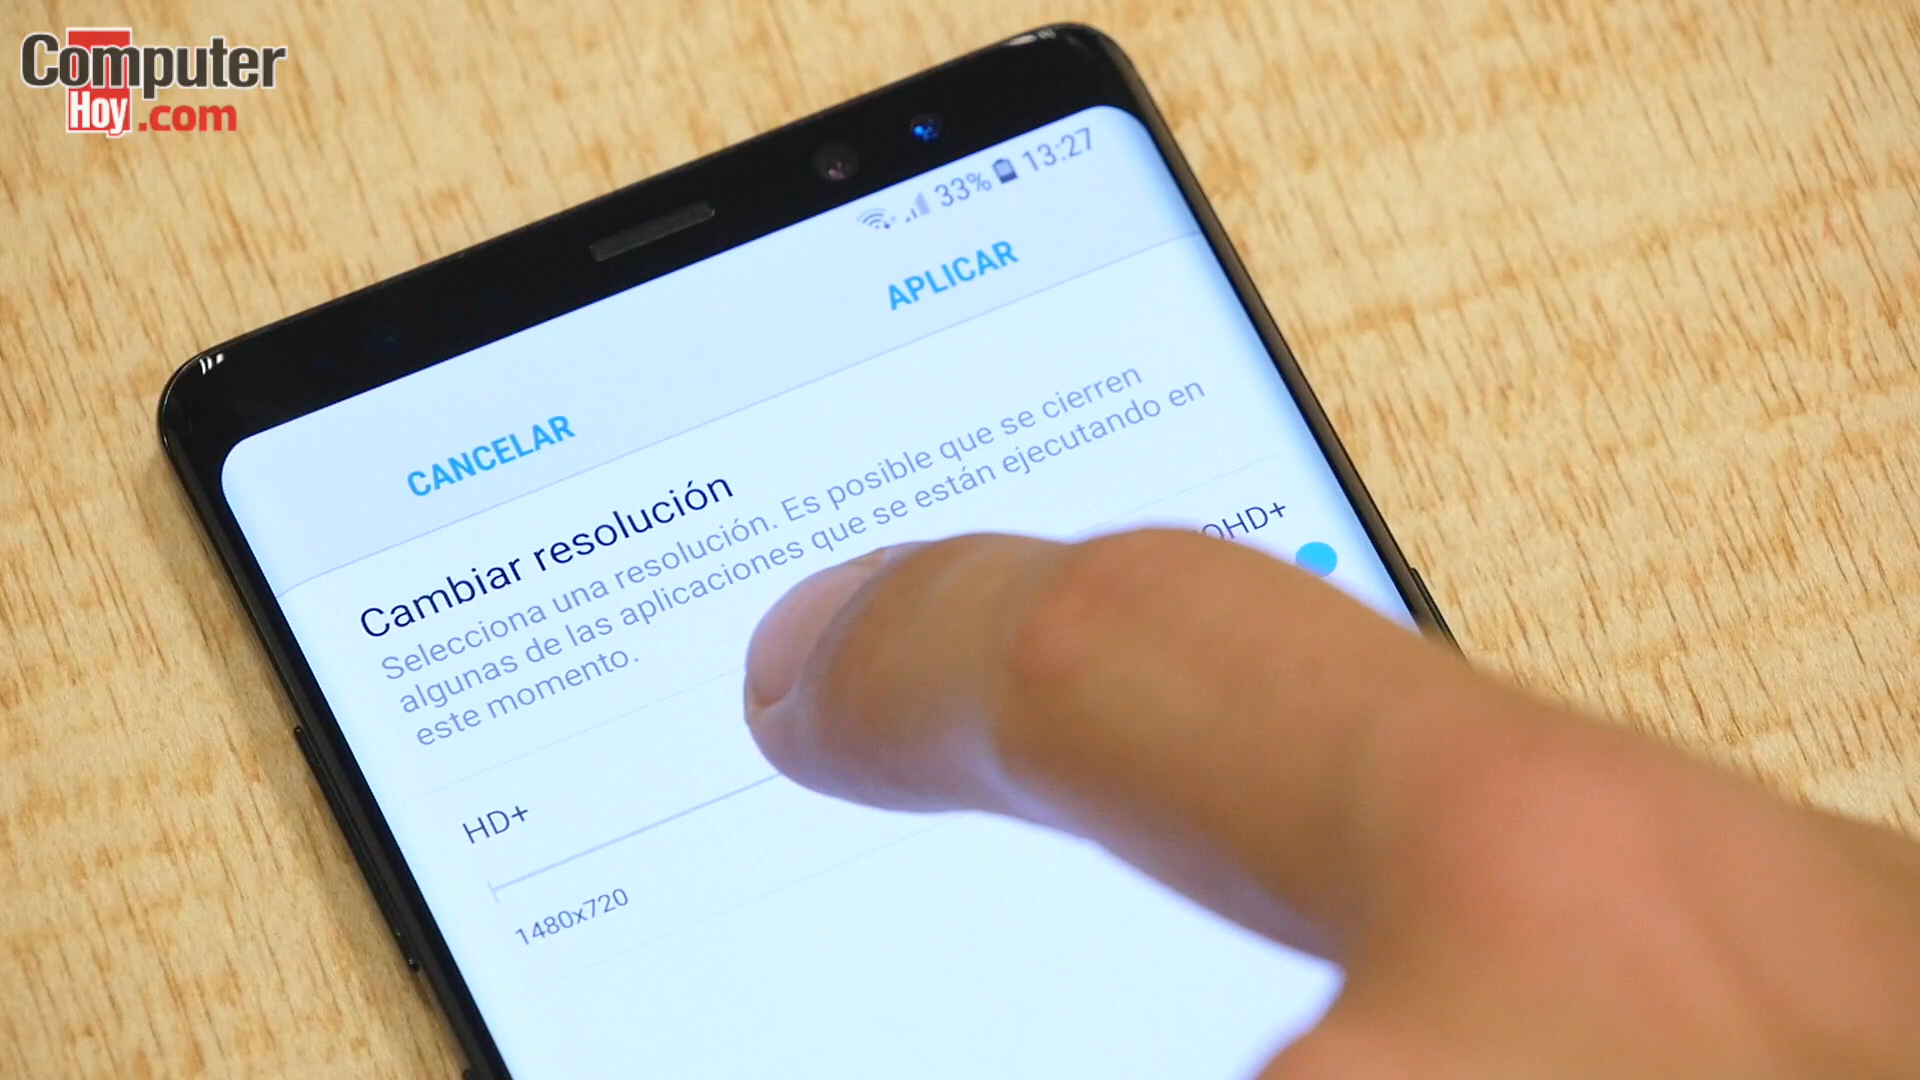 Computer
Hoy.com
33% 13:27
CANCELAR
APLICAR
Cambiar resolución
Selecciona una resolución. Es posible que se cierren
algunas de las aplicaciones que se están ejecutando en
este momento.
HD+
1480x720